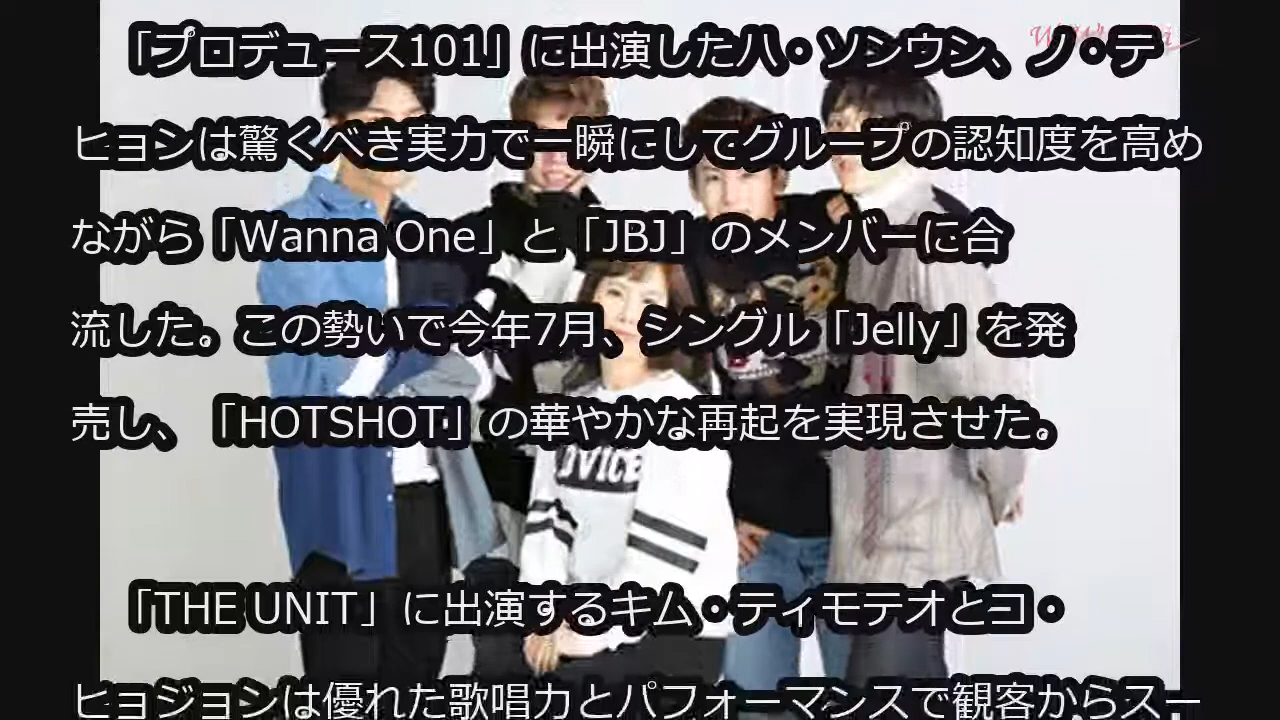 「プロデュース101」に出演したハ・ソンウン、ノ・テ
ヒョンは驚くべき実力で一瞬にしてグループの認知度を高め
ながら「Wanna One」と「JBJ」のメンバーに合
流した。この勢いで今年7月、シングル「Jelly」を発
売し、「HOTSHOT」の華やかな再起を実現させた。
「THE UNIT」に出演するキム・ティモテオとコ・
ヒョジョンは優れた歌唱力とパフォーマンスで観客からスー